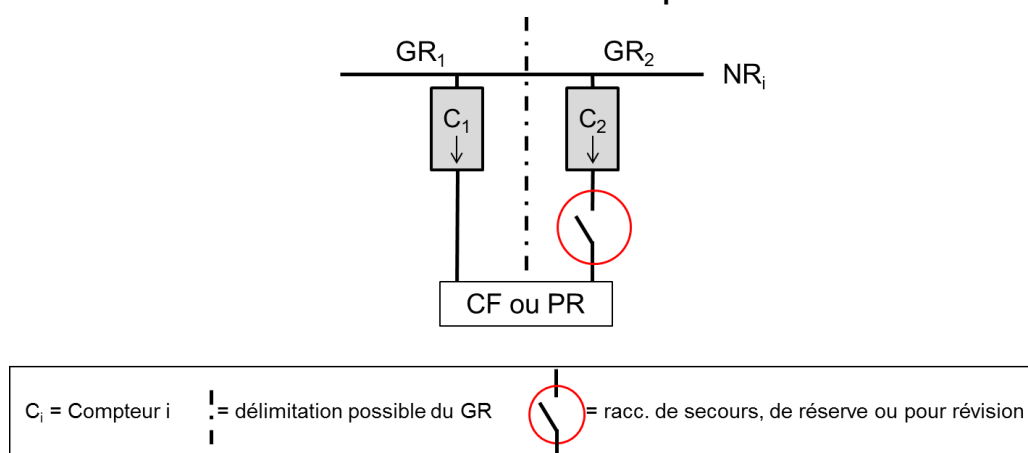 GR₁ GR₂
NRᵢ
C₁ C₂
CF ou PR
Cᵢ = Compteur i = délimitation possible du GR = racc. de secours, de réserve ou pour révision